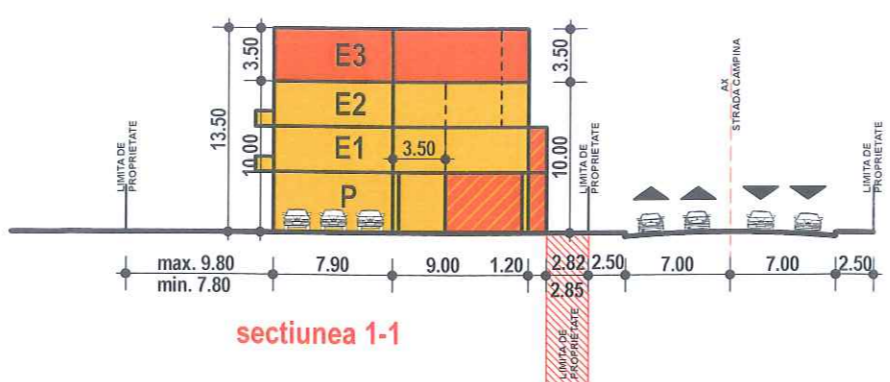 3.50
E3
3.50
AX
STRADA CAMPINA
13.50
E2
LIMITA DE
PROPRIETATE
10.00
E1
3.50
10.00
LIMITA DE
PROPRIETATE
LIMITA DE
PROPRIETATE
P
max. 9.80
min. 7.80
7.90
9.00
1.20
2.82
2.85
2.50
7.00
7.00
2.50
sectiunea 1-1
LIMITA DE
PROPRIETATE